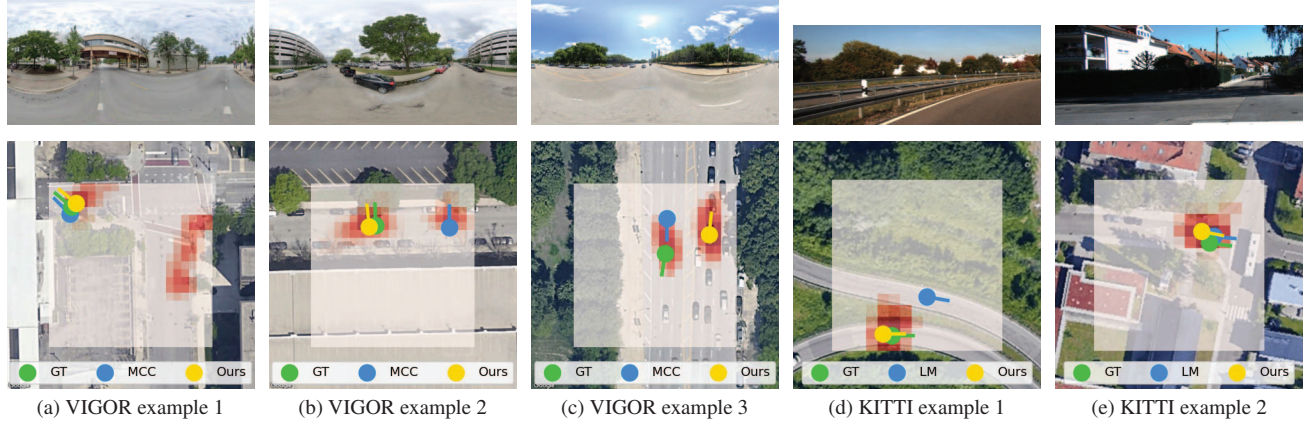 GT MCC Ours
GT MCC Ours
GT MCC Ours
GT LM Ours
GT LM Ours
(a) VIGOR example 1
(b) VIGOR example 2
(c) VIGOR example 3
(d) KITTI example 1
(e) KITTI example 2